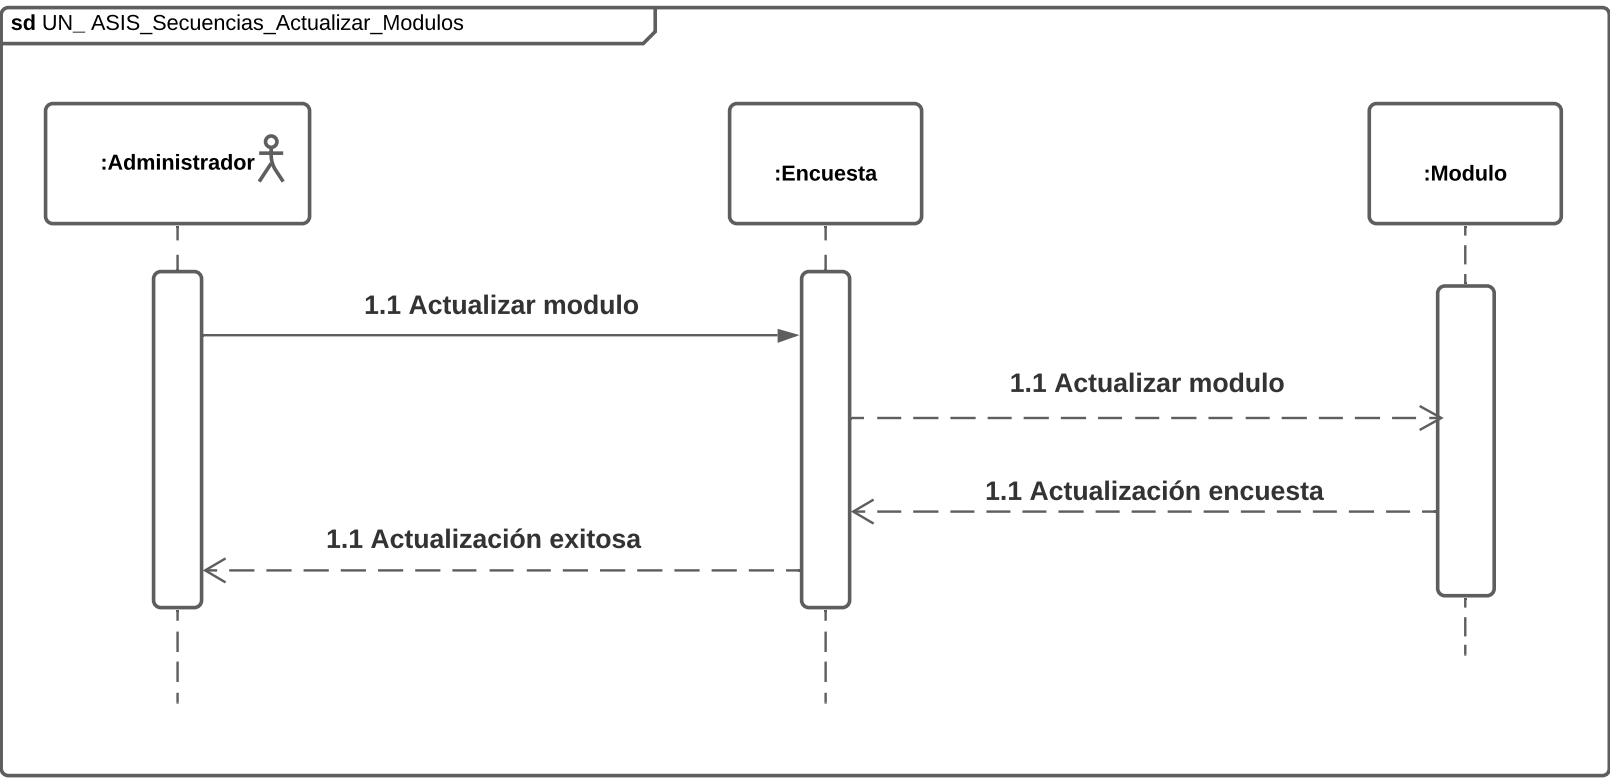 sd UN_ ASIS_Secuencias_Actualizar_Modulos
:Administrador
:Encuesta
:Modulo
1.1 Actualizar modulo
1.1 Actualizar modulo
1.1 Actualización encuesta
1.1 Actualización exitosa